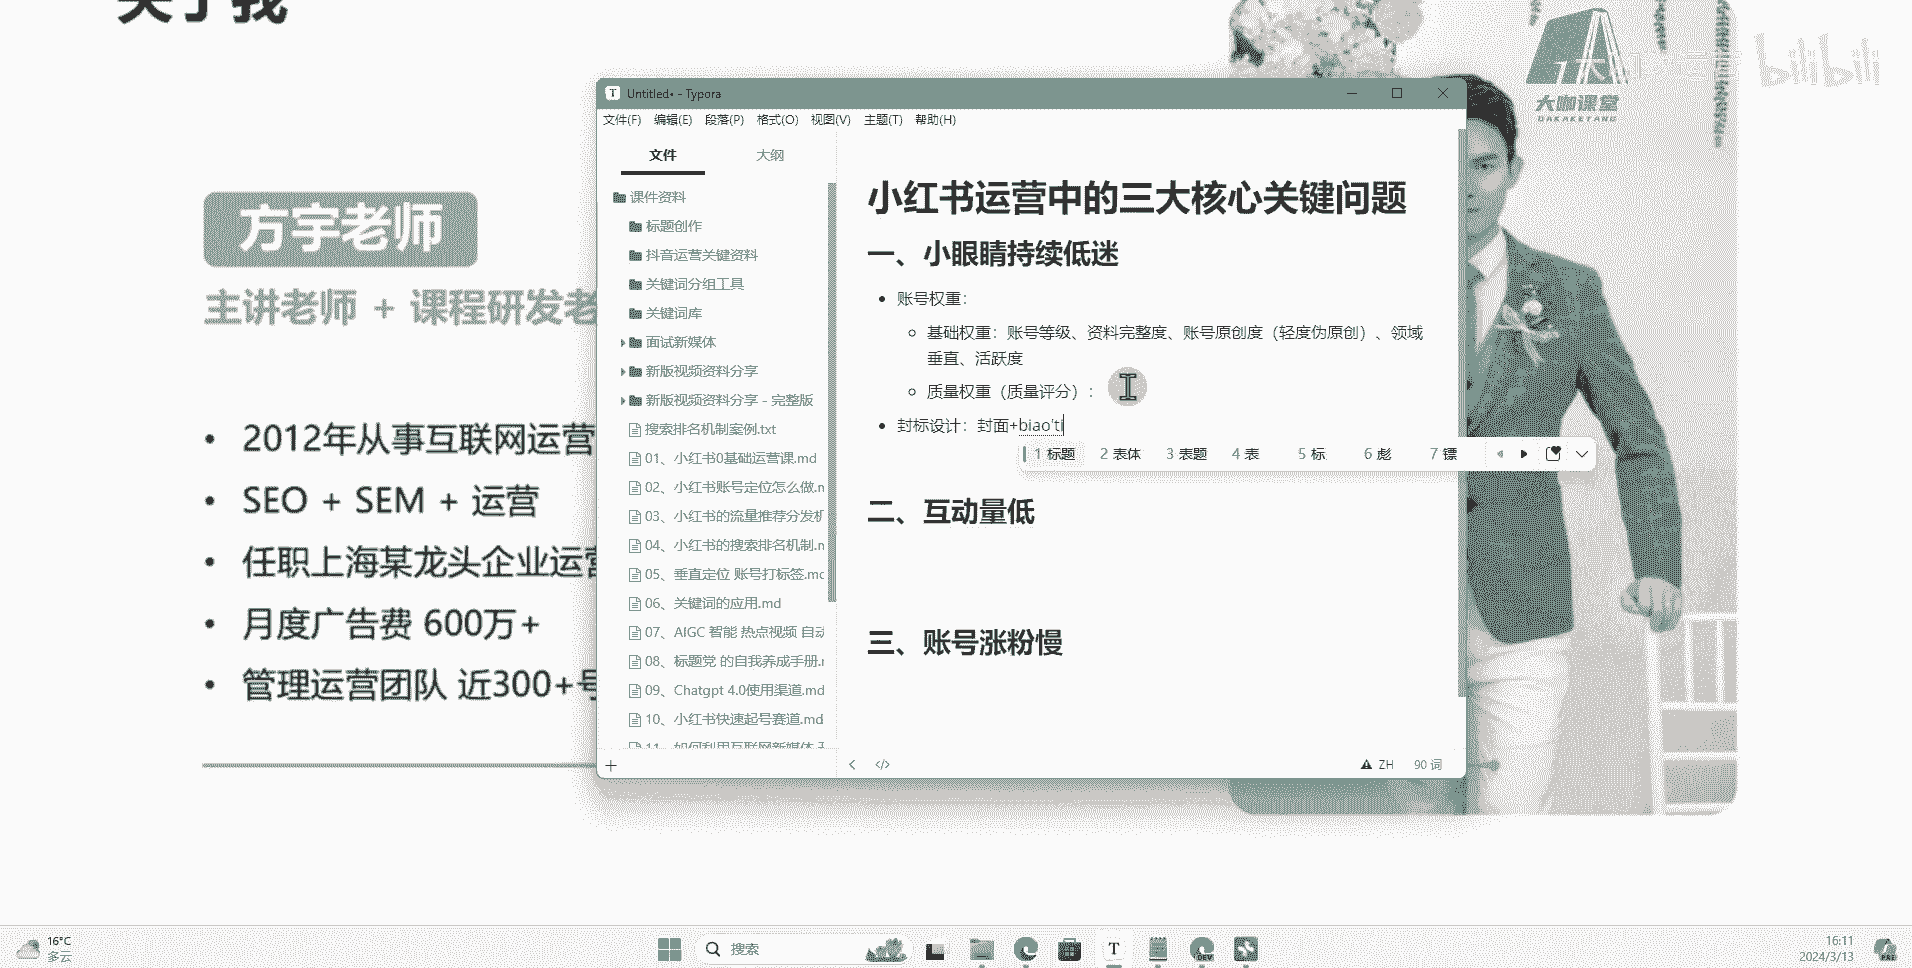 关于我
bilibili
大咖课堂
DAKAKETANG
方宇老师
主讲老师 + 课程研发老
2012年从事互联网运营
SEO + SEM + 运营
任职上海某龙头企业运营
月度广告费 600万+
管理运营团队 近300+号
Untitled• - Typora
文件(F) 编辑(E) 段落(P) 格式(O) 视图(V) 主题(T) 帮助(H)
文件 大纲
课件资料
标题创作
抖音运营关键资料
关键词分组工具
关键词库
面试新媒体
新版视频资料分享
新版视频资料分享 - 完整版
搜索排名机制案例.txt
01、小红书0基础运营课.md
02、小红书账号定位怎么做.m
03、小红书的流量推荐分发机
04、小红书的搜索排名机制.m
05、垂直定位 账号打标签.mc
06、关键词的应用.md
07、AIGC 智能 热点视频 自动
08、标题党 的自我养成手册.r
09、Chatgpt 4.0使用渠道.md
10、小红书快速起号赛道.md
11、如何利用互联网新媒体
小红书运营中的三大核心关键问题
一、小眼睛持续低迷
账号权重：
基础权重：账号等级、资料完整度、账号原创度（轻度伪原创）、领域
垂直、活跃度
质量权重（质量评分）：
封标设计：封面+biao'ti
1 标题 2 表体 3 表题 4 表 5 标 6 彪 7 镖
二、互动量低
三、账号涨粉慢
ZH 90 词
16°C
多云
搜索
DEV
16:11
2024/3/13